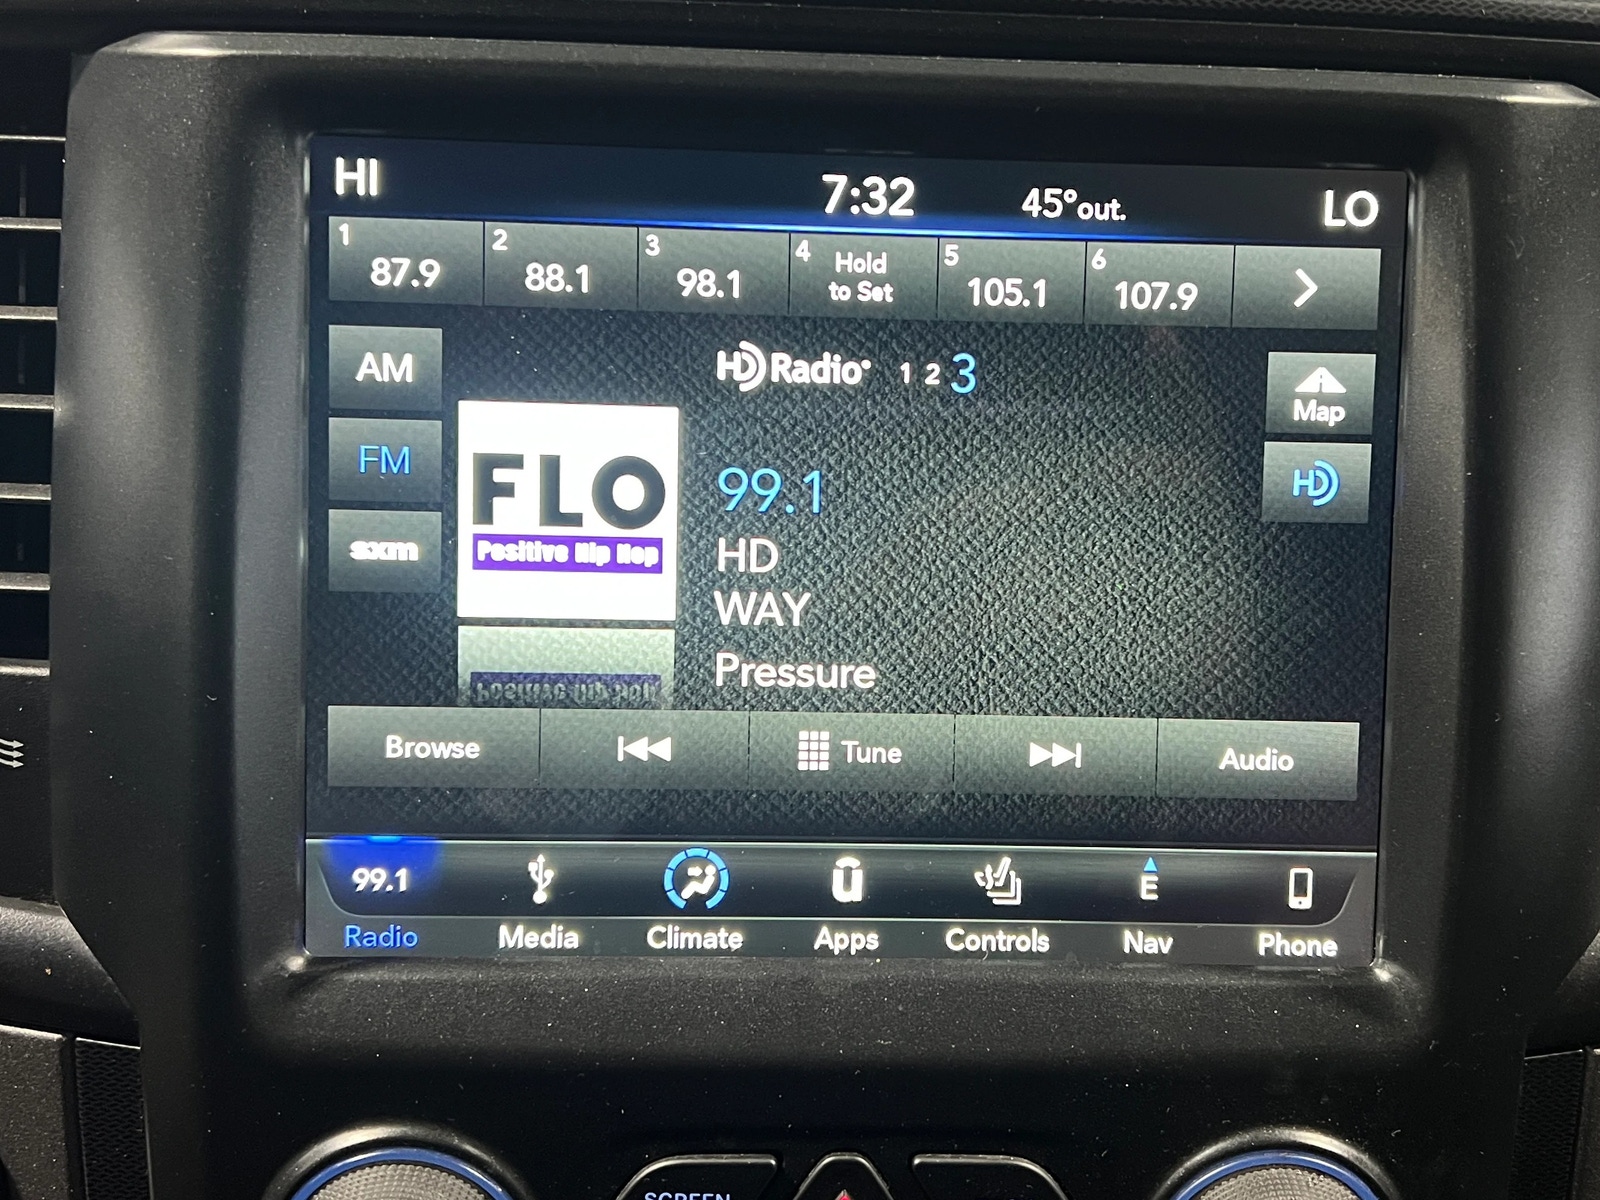 HI 7:32 45°out. LO
1 87.9 2 88.1 3 98.1 4 Hold to Set 5 105.1 6 107.9
AM
HD Radio 1 2 3
Map
FM
FLO
Positive Hip Hop
99.1
HD
HD
WAY
sxm
Pressure
Browse Tune Audio
99.1 u E
Radio Media Climate Apps Controls Nav Phone
SCREEN